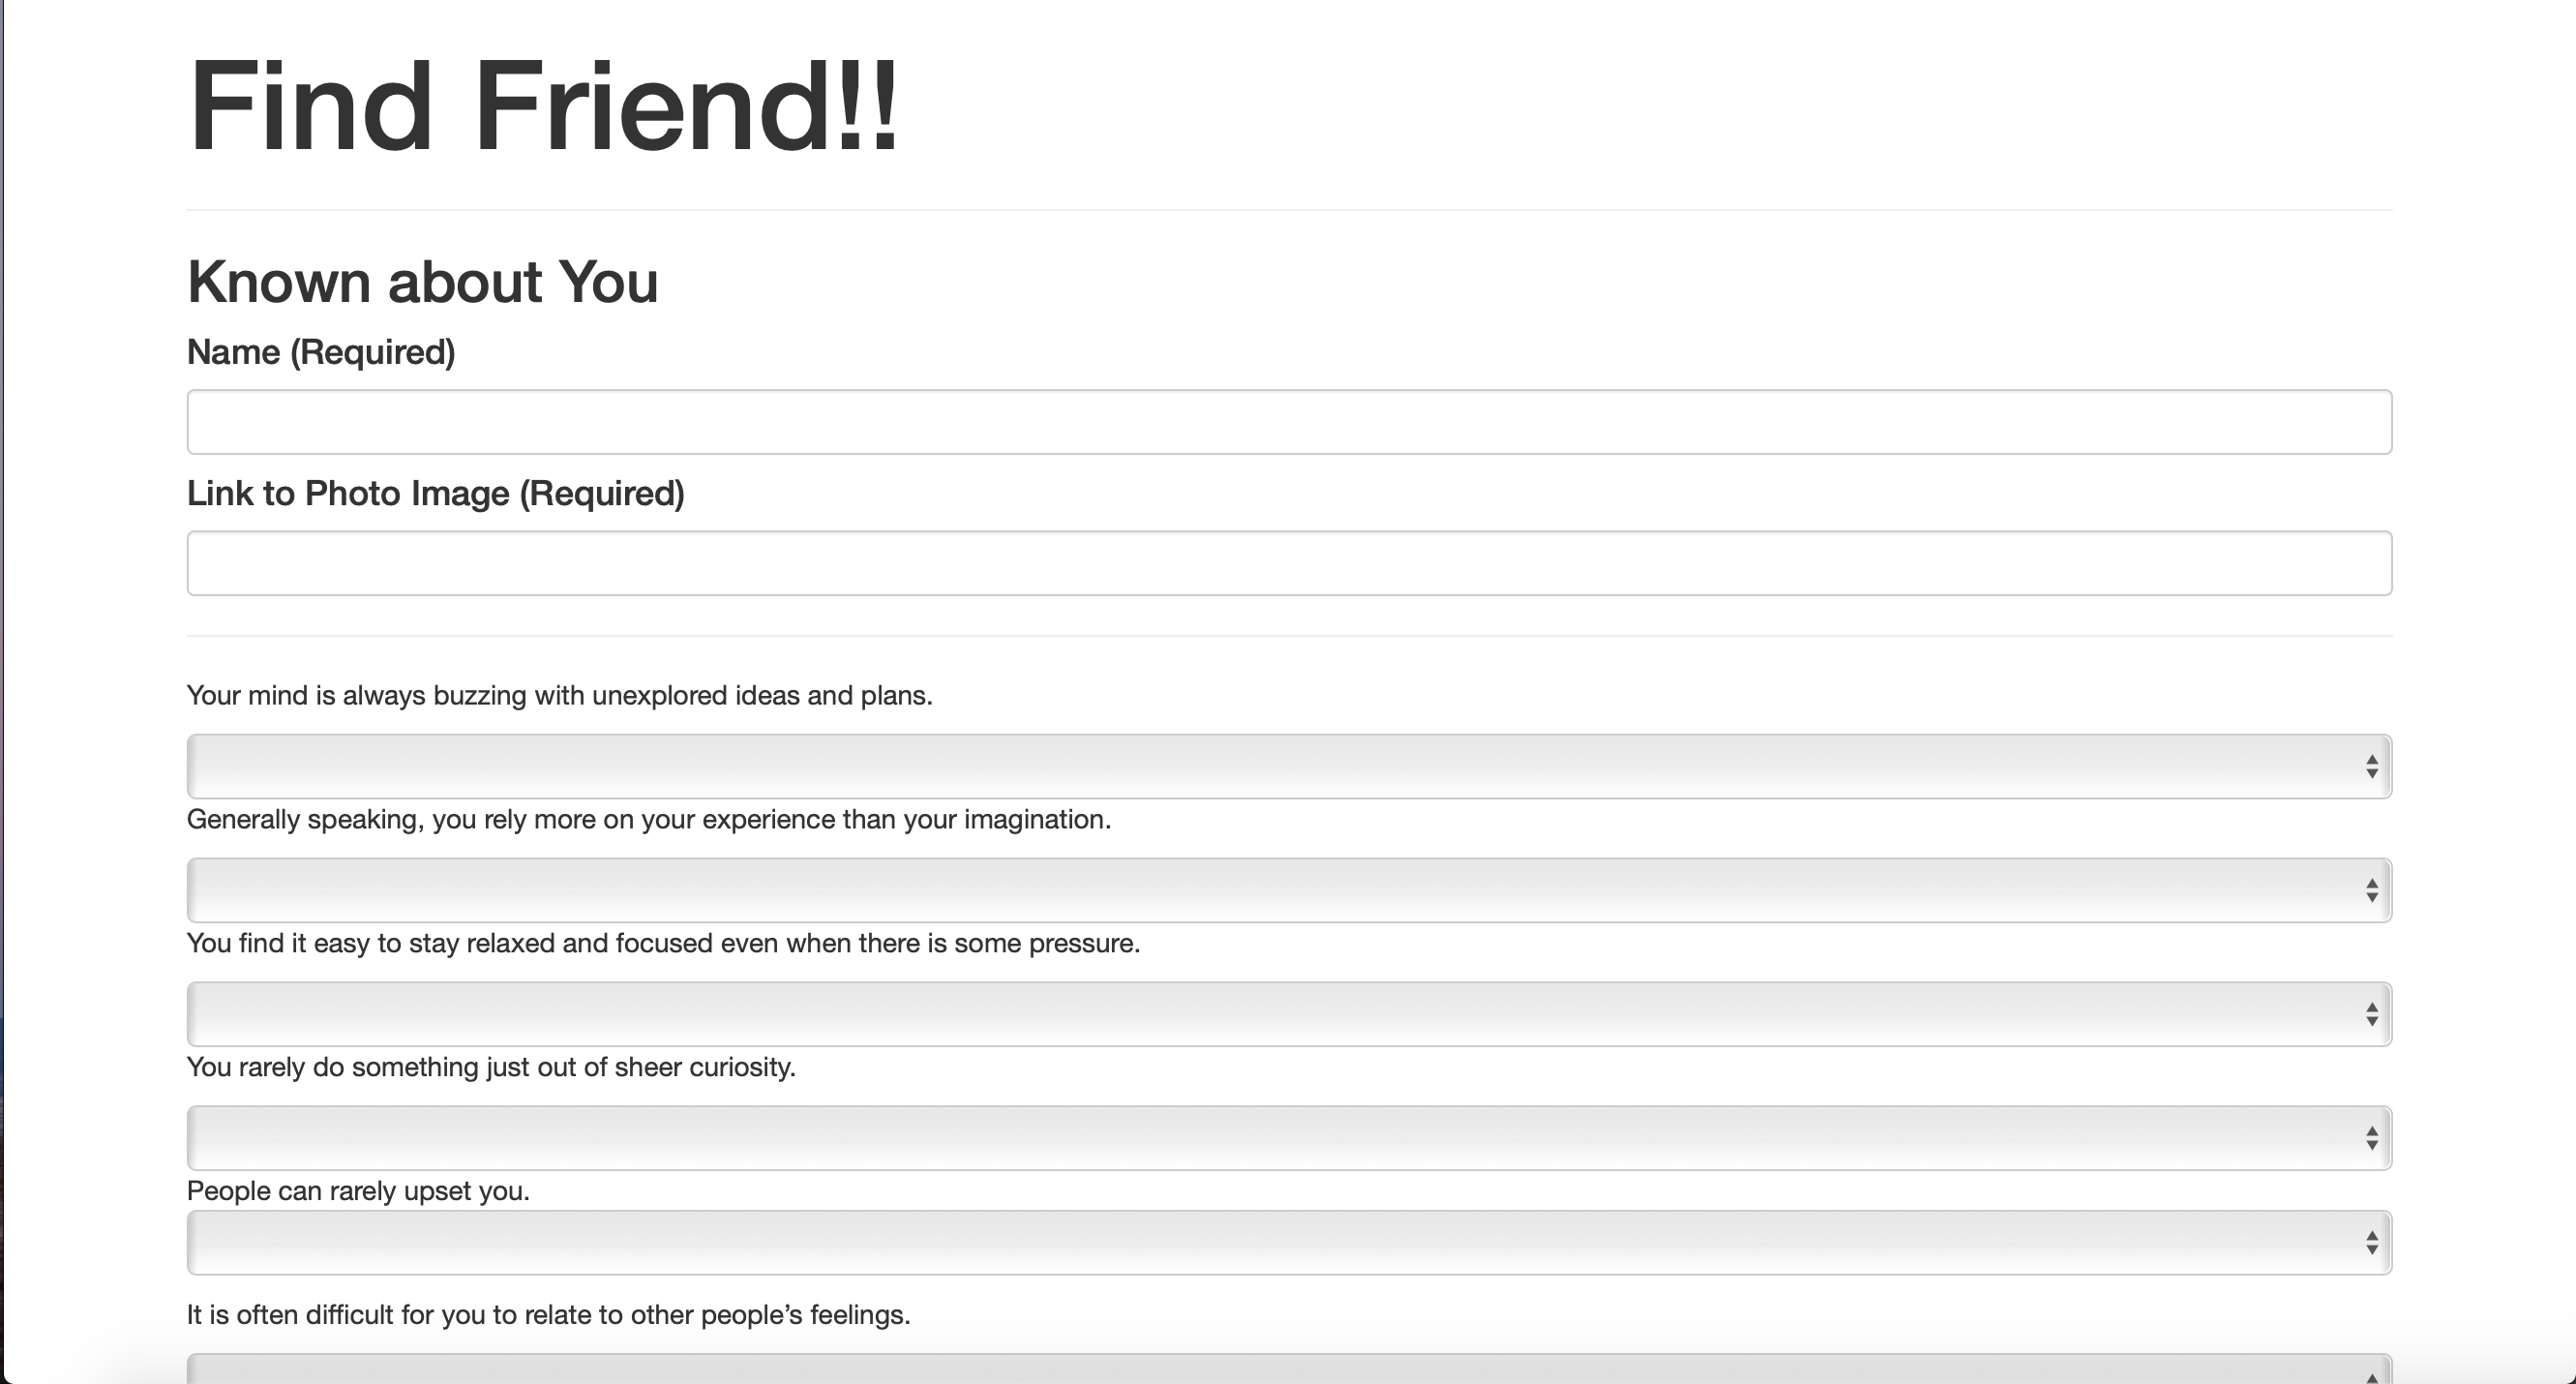 Find Friend!!
Known about You
Name (Required)
Link to Photo Image (Required)
Your mind is always buzzing with unexplored ideas and plans.
Generally speaking, you rely more on your experience than your imagination.
You find it easy to stay relaxed and focused even when there is some pressure.
You rarely do something just out of sheer curiosity.
People can rarely upset you.
It is often difficult for you to relate to other people’s feelings.